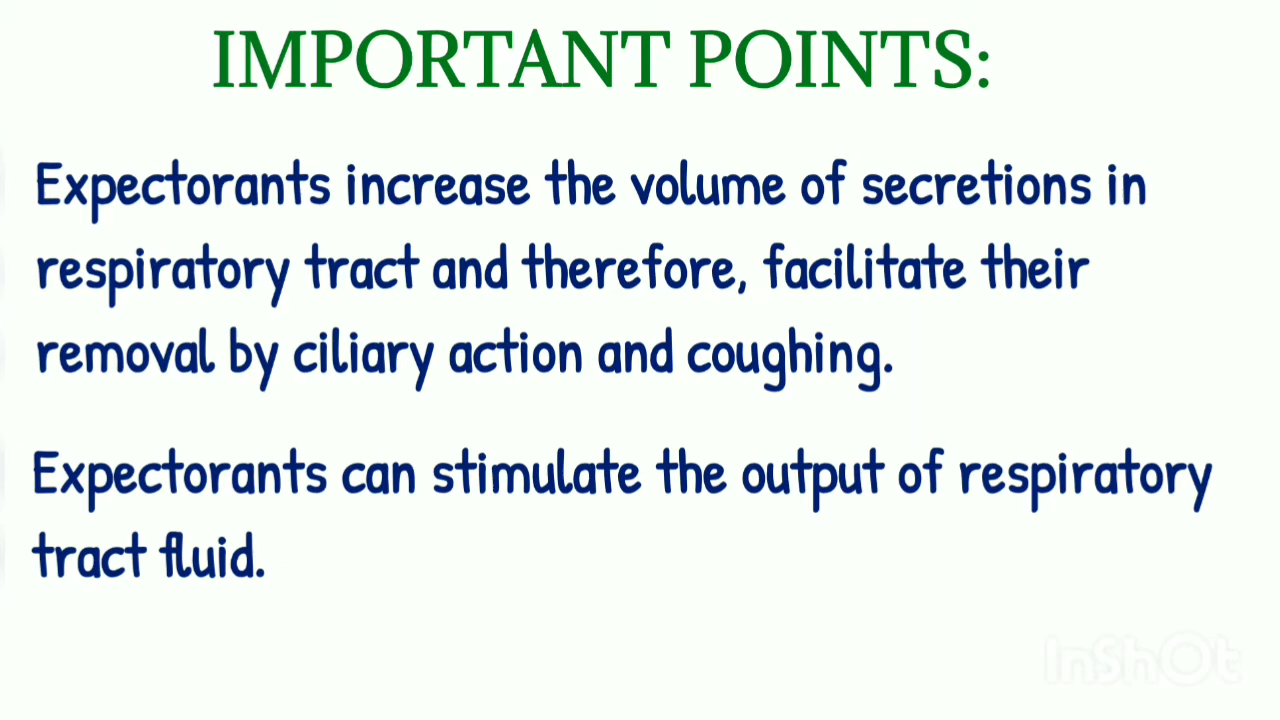 IMPORTANT POINTS:
Expectorants increase the volume of secretions in
respiratory tract and therefore, facilitate their
removal by ciliary action and coughing.
Expectorants can stimulate the output of respiratory
tract fluid.
InShOt